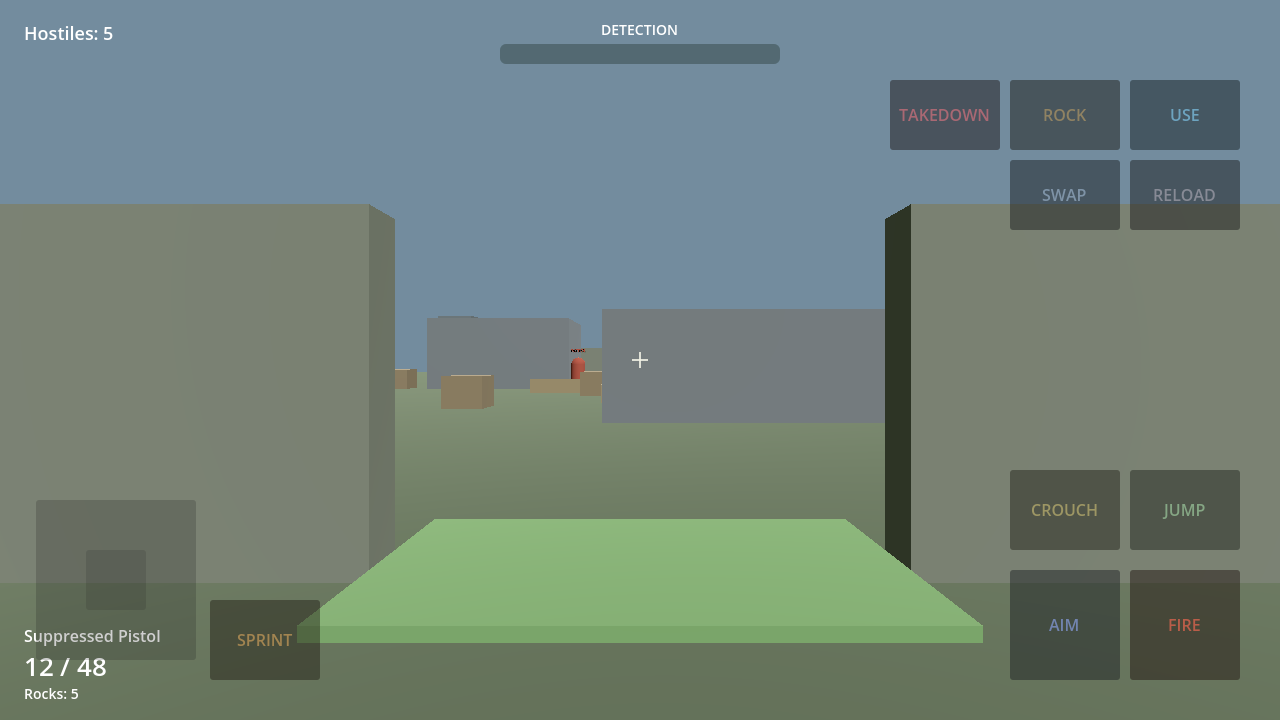 Hostiles: 5
DETECTION
TAKEDOWN
ROCK
USE
SWAP
RELOAD
CROUCH
JUMP
Suppressed Pistol
SPRINT
AIM
FIRE
12 / 48
Rocks: 5